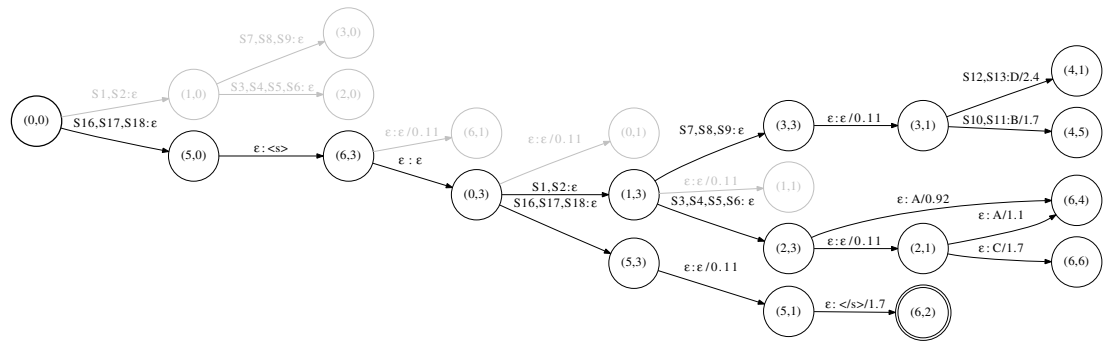 (0,0)
S1,S2:ε
S16,S17,S18:ε
(1,0)
(5,0)
S7,S8,S9:ε
S3,S4,S5,S6: ε
(3,0)
(2,0)
ε:<s>
(6,3)
ε:ε/0.11
ε : ε
(6,1)
(0,3)
ε:ε/0.11
S1,S2:ε
S16,S17,S18:ε
(0,1)
(1,3)
(5,3)
S7,S8,S9:ε
ε:ε/0.11
S3,S4,S5,S6: ε
ε:ε/0.11
(3,3)
(1,1)
(2,3)
(5,1)
ε:ε/0.11
ε: A/0.92
ε:ε/0.11
ε: </s>/1.7
(3,1)
(2,1)
(6,2)
S12,S13:D/2.4
S10,S11:B/1.7
ε: A/1.1
ε: C/1.7
(4,1)
(4,5)
(6,4)
(6,6)